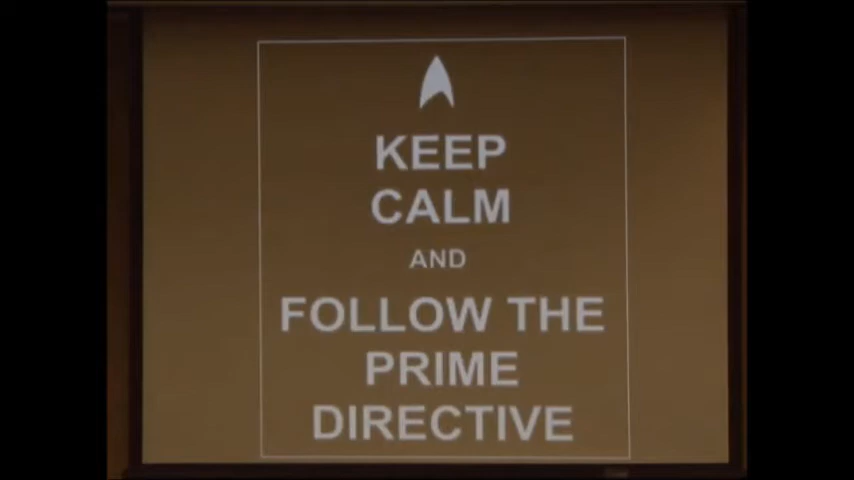 KEEP
CALM
AND
FOLLOW THE
PRIME
DIRECTIVE